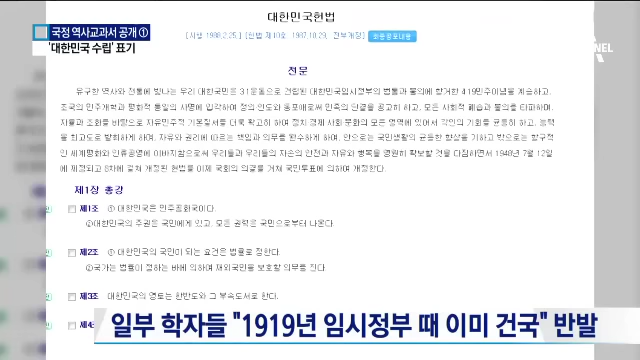 국정 역사교과서 공개 ①
'대한민국 수립' 표기
대한민국헌법
[시행 1988.2.25.] [헌법 제10호, 1987.10.29., 전부개정]
전문
유구한 역사와 전통에 빛나는 우리 대한국민은 3·1운동으로 건립된 대한민국임시정부의 법통과 불의에 항거한 4·19민주이념을 계승하고,
조국의 민주개혁과 평화적 통일의 사명에 입각하여 정의·인도와 동포애로써 민족의 단결을 공고히 하고, 모든 사회적 폐습과 불의를 타파하며,
자율과 조화를 바탕으로 자유민주적 기본질서를 더욱 확고히 하여 정치·경제·사회·문화의 모든 영역에 있어서 각인의 기회를 균등히 하고, 능력
을 최고도로 발휘하게 하며, 자유와 권리에 따르는 책임과 의무를 완수하게 하여, 안으로는 국민생활의 균등한 향상을 기하고 밖으로는 항구적
인 세계평화와 인류공영에 이바지함으로써 우리들과 우리들의 자손의 안전과 자유와 행복을 영원히 확보할 것을 다짐하면서 1948년 7월 12일
에 제정되고 8차에 걸쳐 개정된 헌법을 이제 국회의 의결을 거쳐 국민투표에 의하여 개정한다.
제1장 총강
제1조 ① 대한민국은 민주공화국이다.
②대한민국의 주권은 국민에게 있고, 모든 권력은 국민으로부터 나온다.
제2조 ① 대한민국의 국민이 되는 요건은 법률로 정한다.
②국가는 법률이 정하는 바에 의하여 재외국민을 보호할 의무를 진다.
제3조 대한민국의 영토는 한반도와 그 부속도서로 한다.
제4조
일부 학자들 "1919년 임시정부 때 이미 건국" 반발